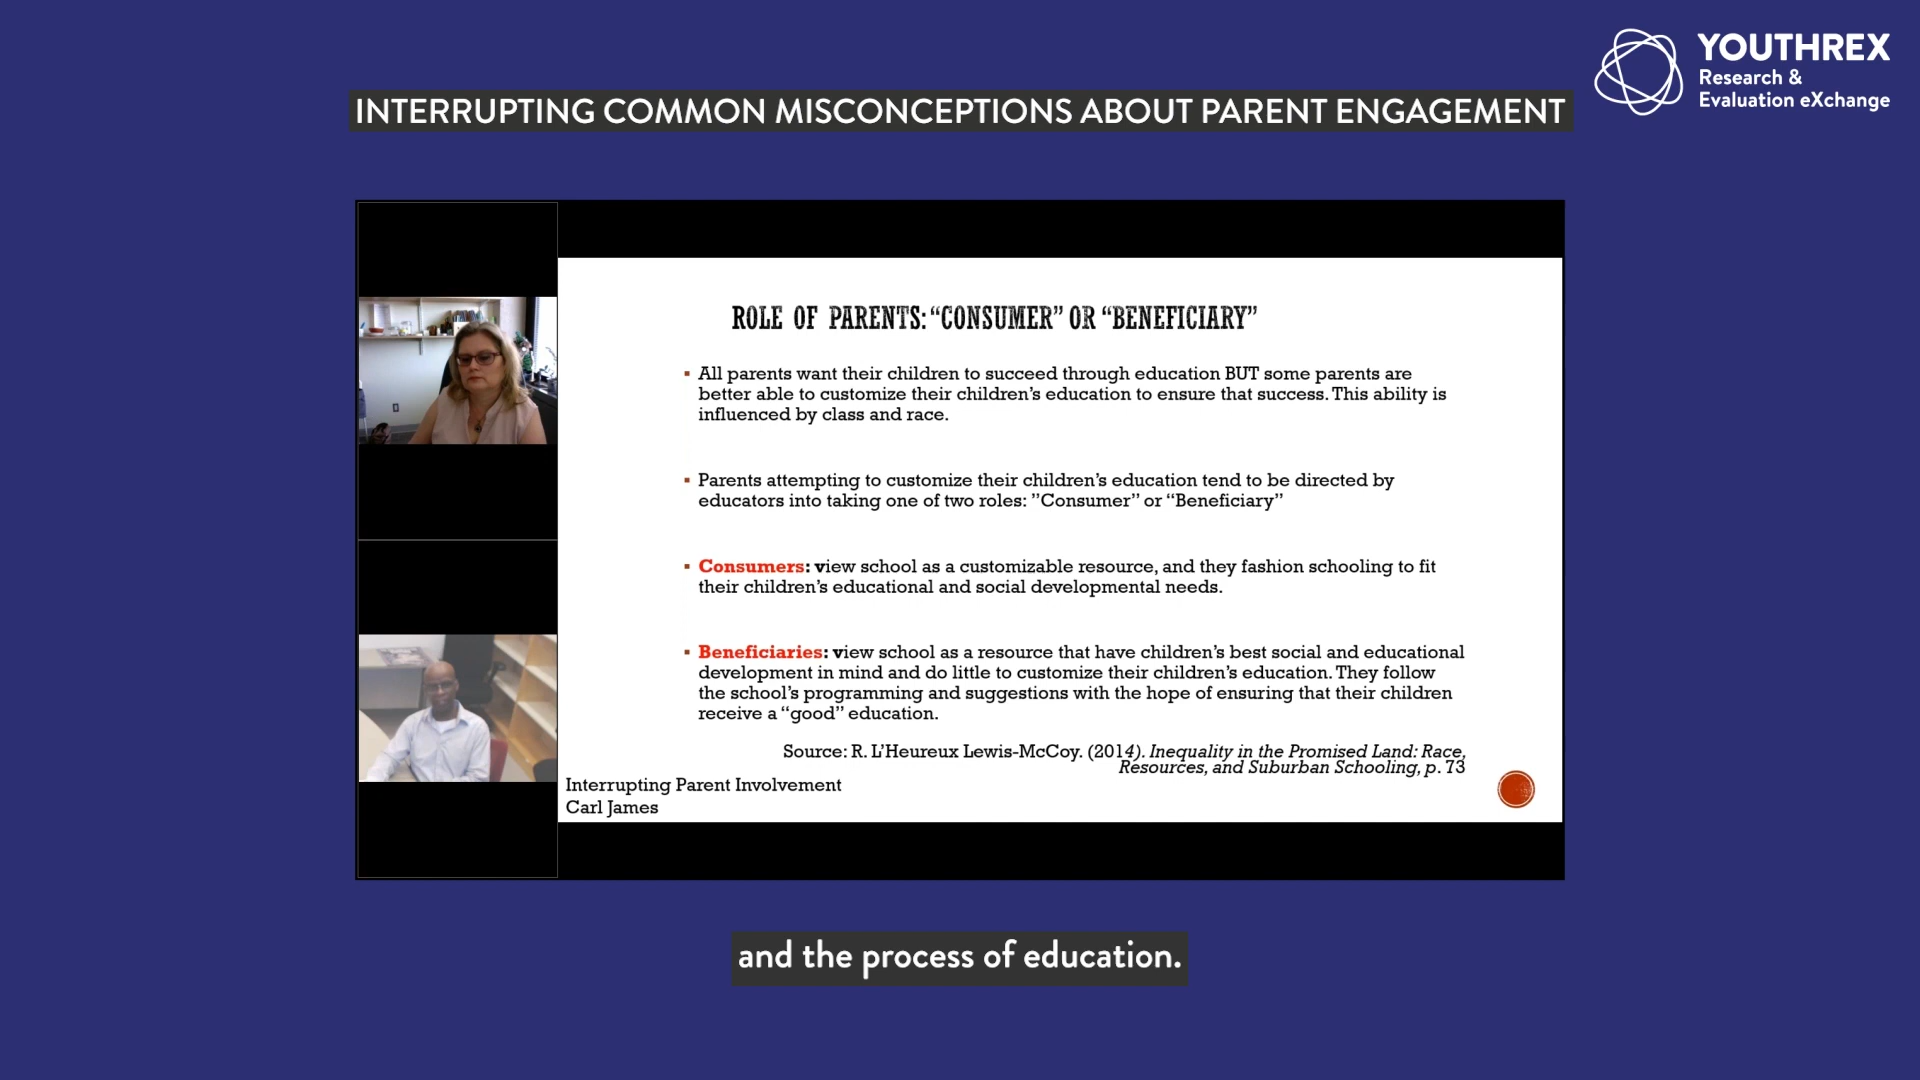 YOUTHREX
Research &
Evaluation eXchange
INTERRUPTING COMMON MISCONCEPTIONS ABOUT PARENT ENGAGEMENT
ROLE OF PARENTS: “CONSUMER” OR “BENEFICIARY”
▪ All parents want their children to succeed through education BUT some parents are
better able to customize their children’s education to ensure that success. This ability is
influenced by class and race.
▪ Parents attempting to customize their children’s education tend to be directed by
educators into taking one of two roles: ”Consumer” or “Beneficiary”
▪ Consumers: view school as a customizable resource, and they fashion schooling to fit
their children’s educational and social developmental needs.
▪ Beneficiaries: view school as a resource that have children’s best social and educational
development in mind and do little to customize their children’s education. They follow
the school’s programming and suggestions with the hope of ensuring that their children
receive a “good” education.
Source: R. L’Heureux Lewis-McCoy. (2014). Inequality in the Promised Land: Race,
Resources, and Suburban Schooling, p. 73
Interrupting Parent Involvement
Carl James
and the process of education.